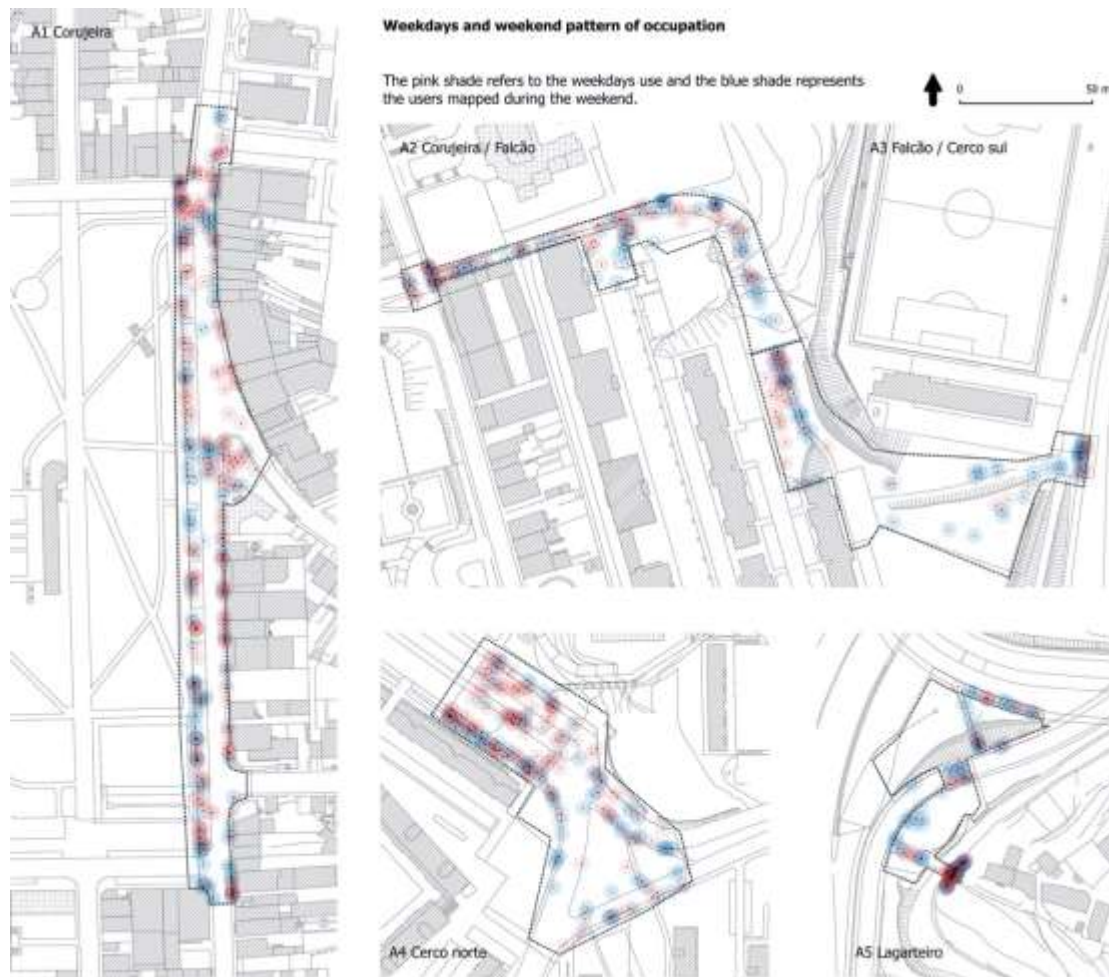 A1 Corujeira
Weekdays and weekend pattern of occupation
The pink shade refers to the weekdays use and the blue shade represents
the users mapped during the weekend.
0 50 m
A2 Corujeira / Falcão
A3 Falcão / Cerco sul
A4 Cerco norte
A5 Lagarteiro